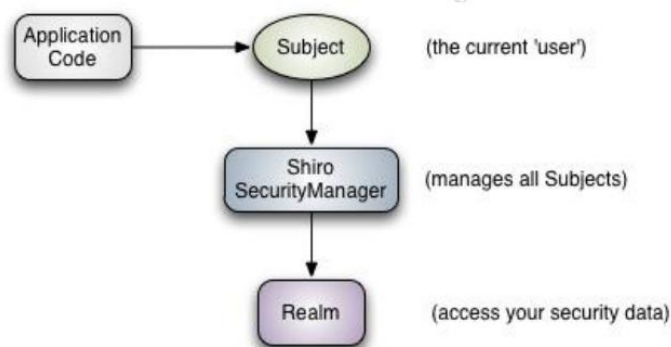 Application
Code
Subject
(the current 'user')
Shiro
SecurityManager
(manages all Subjects)
Realm
(access your security data)